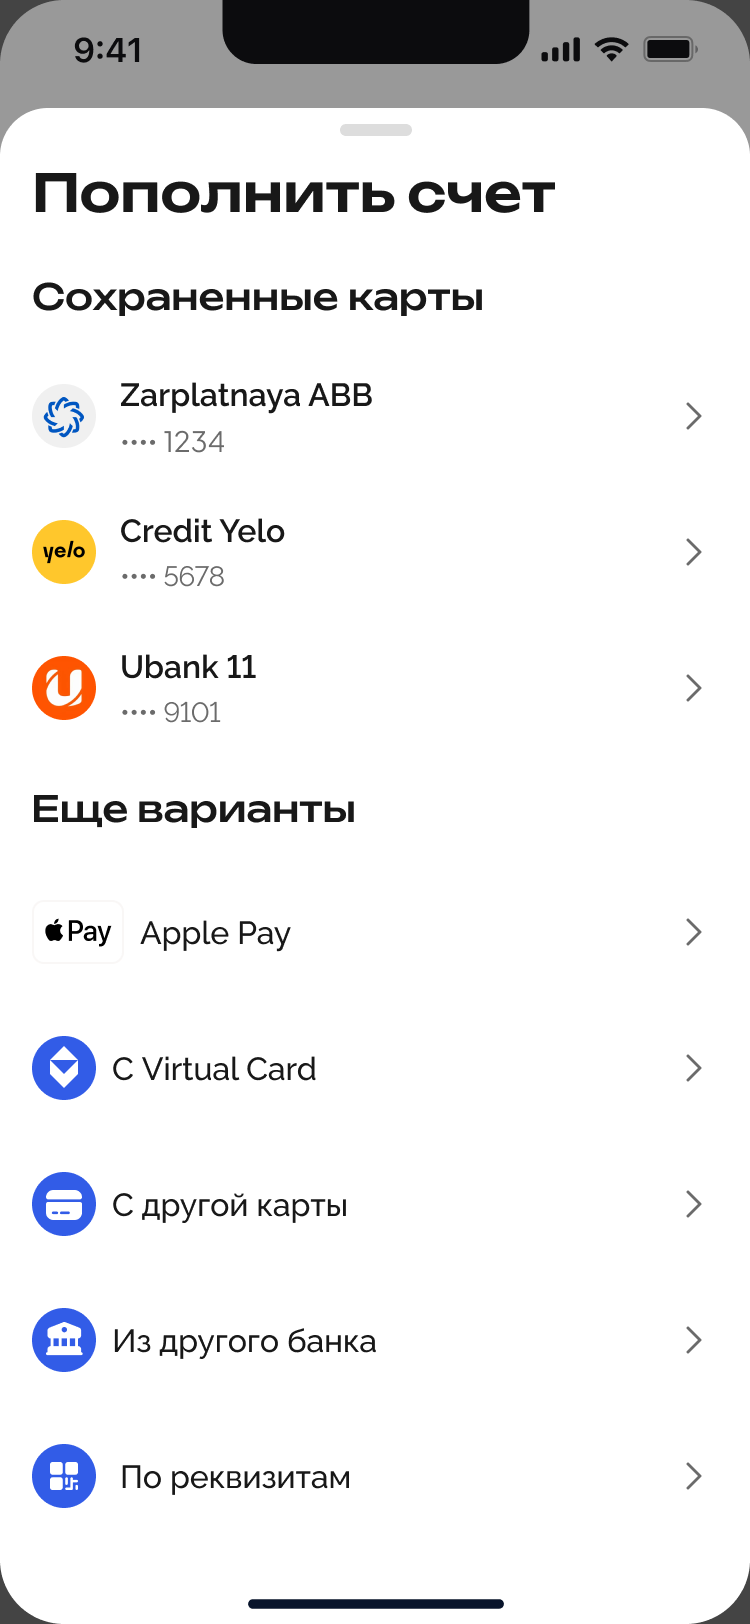 9:41
Пополнить счет
Сохраненные карты
Zarplatnaya ABB
•••• 1234
yelo
Credit Yelo
•••• 5678
Ubank 11
•••• 9101
Еще варианты
Pay Apple Pay
С Virtual Card
С другой карты
Из другого банка
По реквизитам